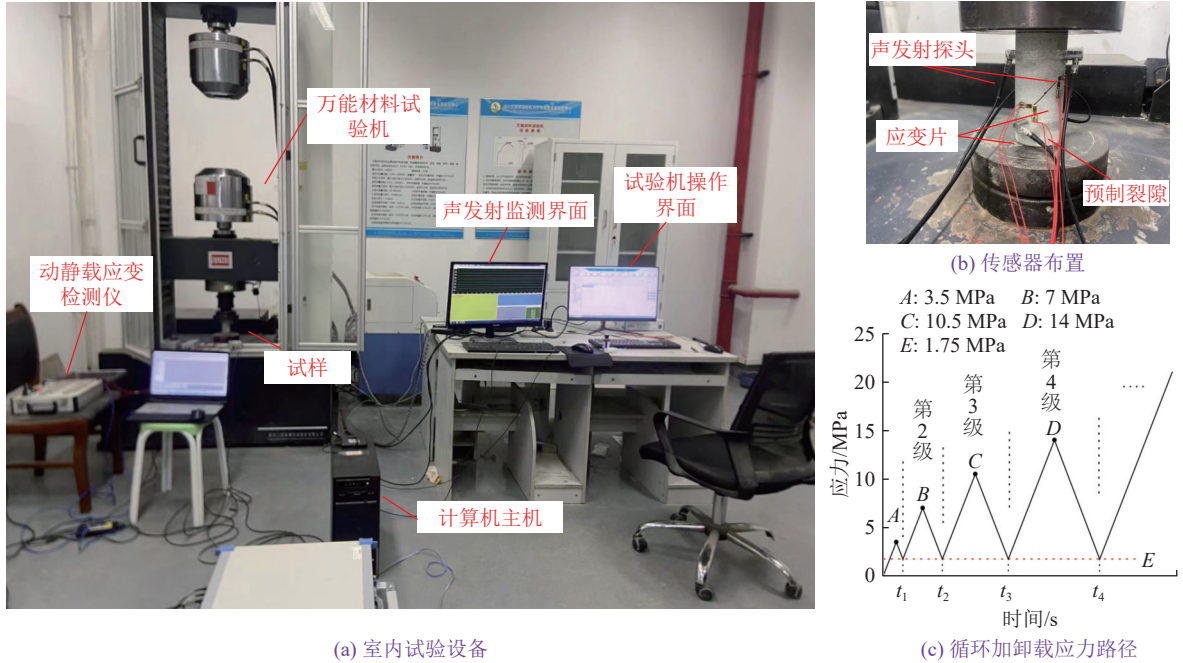 万能材料试
验机
声发射监测界面
试验机操作
界面
动静载应变
检测仪
试样
计算机主机
(a) 室内试验设备
声发射探头
应变片
预制裂隙
(b) 传感器布置
A: 3.5 MPa B: 7 MPa
C: 10.5 MPa D: 14 MPa
E: 1.75 MPa
应力/MPa
25
20
15
10
5
0
第2级
第3级
第4级
····
A
B
C
D
E
t1
t2
t3
t4
时间/s
(c) 循环加卸载应力路径